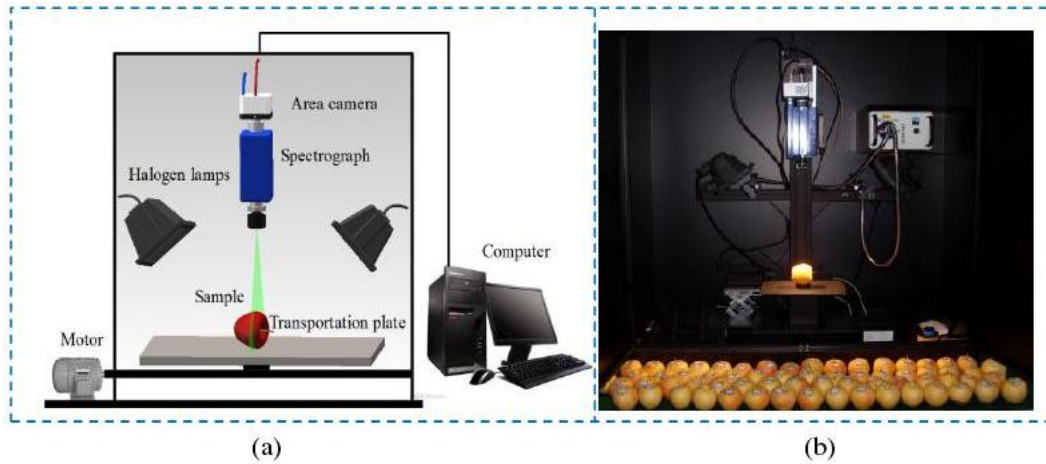 Area camera
Spectrograph
Halogen lamps
Computer
Sample
Transportation plate
Motor
(a)
(b)